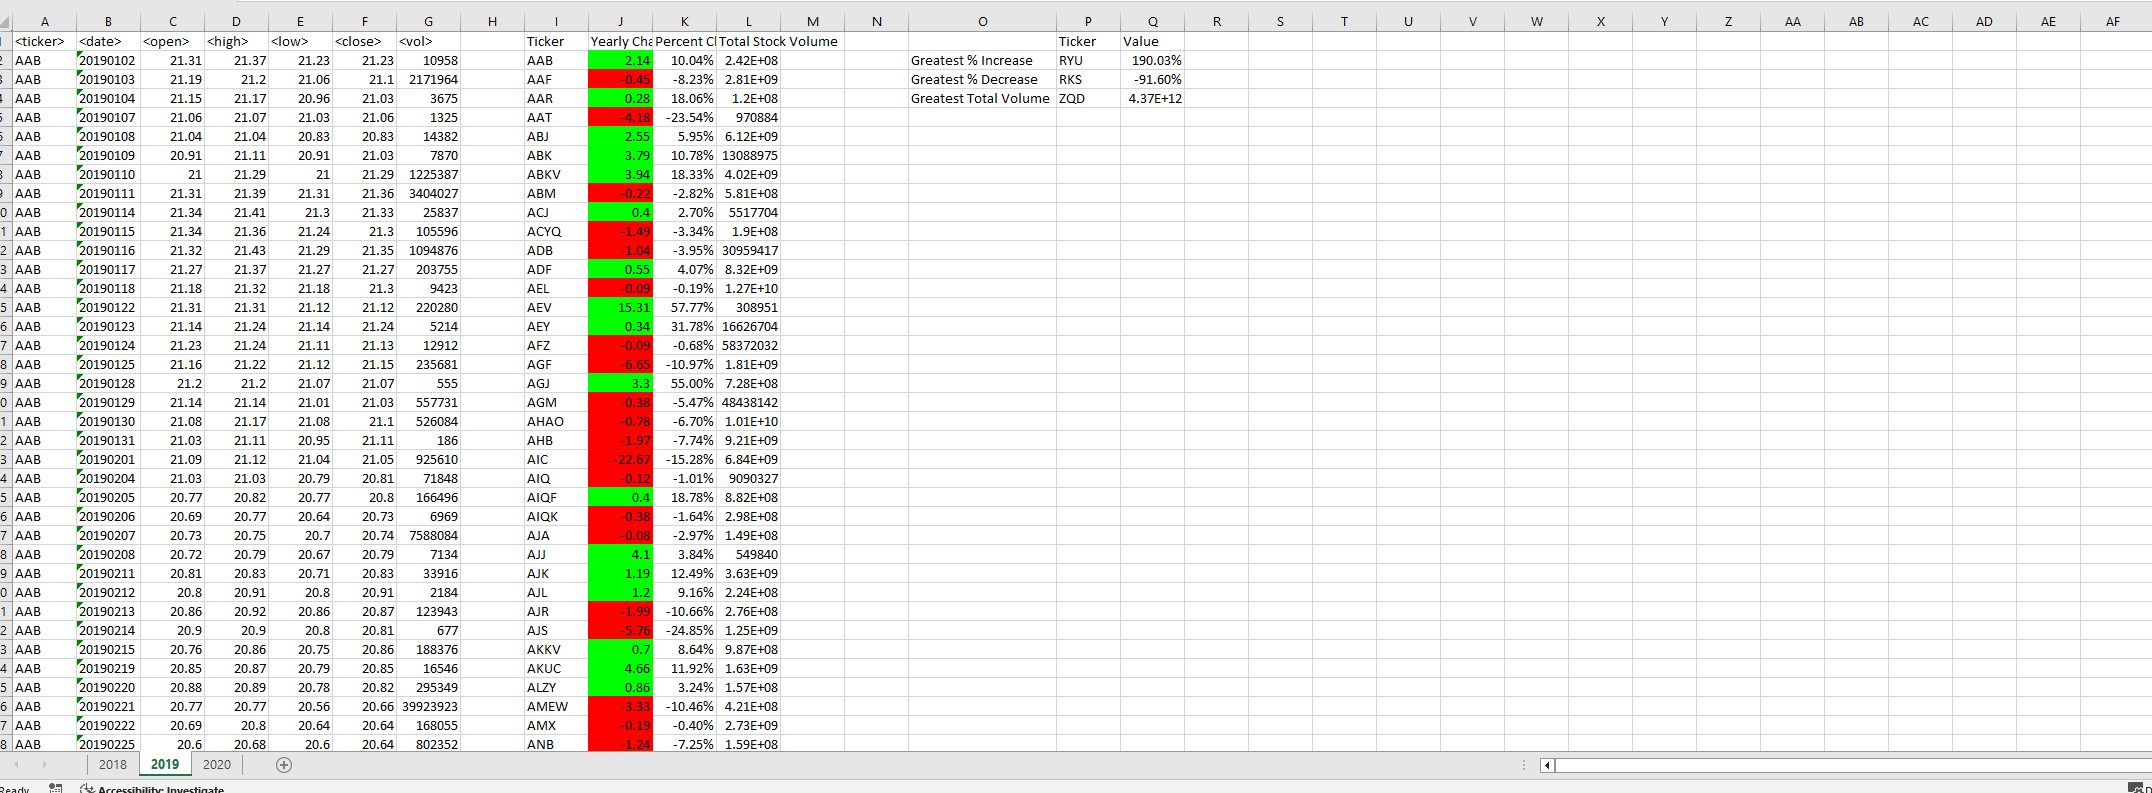 A B C D E F G H I J K L M N O P Q R S T U V W X Y Z AA AB AC AD AE AF
<ticker> <date> <open> <high> <low> <close> <vol> Ticker Yearly Cha Percent Cl Total Stock Volume Ticker Value
2 AAB 20190102 21.31 21.37 21.23 21.23 10958 AAB 2.14 10.04% 2.42E+08 Greatest % Increase RYU 190.03%
3 AAB 20190103 21.19 21.2 21.06 21.1 2171964 AAF -0.45 -8.23% 2.81E+09 Greatest % Decrease RKS -91.60%
4 AAB 20190104 21.15 21.17 20.96 21.03 3675 AAR 0.28 18.06% 1.2E+08 Greatest Total Volume ZQD 4.37E+12
5 AAB 20190107 21.06 21.07 21.03 21.06 1325 AAT -4.18 -23.54% 970884
6 AAB 20190108 21.04 21.04 20.83 20.83 14382 ABJ 2.55 5.95% 6.12E+09
7 AAB 20190109 20.91 21.11 20.91 21.03 7870 ABK 3.79 10.78% 13088975
8 AAB 20190110 21 21.29 21 21.29 1225387 ABKV 3.94 18.33% 4.02E+09
9 AAB 20190111 21.31 21.39 21.31 21.36 3404027 ABM -0.22 -2.82% 5.81E+08
0 AAB 20190114 21.34 21.41 21.3 21.33 25837 ACJ 0.4 2.70% 5517704
1 AAB 20190115 21.34 21.36 21.24 21.3 105596 ACYQ -1.49 -3.34% 1.9E+08
2 AAB 20190116 21.32 21.43 21.29 21.35 1094876 ADB -1.04 -3.95% 30959417
3 AAB 20190117 21.27 21.37 21.27 21.27 203755 ADF 0.55 4.07% 8.32E+09
4 AAB 20190118 21.18 21.32 21.18 21.3 9423 AEL -0.09 -0.19% 1.27E+10
5 AAB 20190122 21.31 21.31 21.12 21.12 220280 AEV 15.31 57.77% 308951
6 AAB 20190123 21.14 21.24 21.14 21.24 5214 AEY 0.34 31.78% 16626704
7 AAB 20190124 21.23 21.24 21.11 21.13 12912 AFZ -0.09 -0.68% 58372032
8 AAB 20190125 21.16 21.22 21.12 21.15 235681 AGF -6.65 -10.97% 1.81E+09
9 AAB 20190128 21.2 21.2 21.07 21.07 555 AGJ 3.3 55.00% 7.28E+08
0 AAB 20190129 21.14 21.14 21.01 21.03 557731 AGM -0.38 -5.47% 48438142
1 AAB 20190130 21.08 21.17 21.08 21.1 526084 AHAO -0.78 -6.70% 1.01E+10
2 AAB 20190131 21.03 21.11 20.95 21.11 186 AHB -1.97 -7.74% 9.21E+09
3 AAB 20190201 21.09 21.12 21.04 21.05 925610 AIC -22.67 -15.28% 6.84E+09
4 AAB 20190204 21.03 21.03 20.79 20.81 71848 AIQ -0.12 -1.01% 9090327
5 AAB 20190205 20.77 20.82 20.77 20.8 166496 AIQF 0.4 18.78% 8.82E+08
6 AAB 20190206 20.69 20.77 20.64 20.73 6969 AIQK -0.38 -1.64% 2.98E+08
7 AAB 20190207 20.73 20.75 20.7 20.74 7588084 AJA -0.08 -2.97% 1.49E+08
8 AAB 20190208 20.72 20.79 20.67 20.79 7134 AJJ 4.1 3.84% 549840
9 AAB 20190211 20.81 20.83 20.71 20.83 33916 AJK 1.19 12.49% 3.63E+09
0 AAB 20190212 20.8 20.91 20.8 20.91 2184 AJL 1.2 9.16% 2.24E+08
1 AAB 20190213 20.86 20.92 20.86 20.87 123943 AJR -1.99 -10.66% 2.76E+08
2 AAB 20190214 20.9 20.9 20.8 20.81 677 AJS -5.76 -24.85% 1.25E+09
3 AAB 20190215 20.76 20.86 20.75 20.86 188376 AKKV 0.7 8.64% 9.87E+08
4 AAB 20190219 20.85 20.87 20.79 20.85 16546 AKUC 4.66 11.92% 1.63E+09
5 AAB 20190220 20.88 20.89 20.78 20.82 295349 ALZY 0.86 3.24% 1.57E+08
6 AAB 20190221 20.77 20.77 20.56 20.66 39923923 AMEW -3.33 -10.46% 4.21E+08
7 AAB 20190222 20.69 20.8 20.64 20.64 168055 AMX -0.19 -0.40% 2.73E+09
8 AAB 20190225 20.6 20.68 20.6 20.64 802352 ANB -1.24 -7.25% 1.59E+08
2018 2019 2020
Ready Accessibility: Investigate